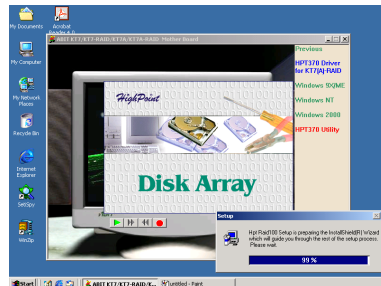 My Documents
Acrobat
Reader 4.0
ABIT KT7/KT7-RAID/KT7A/KT7A-RAID Mother Board
My Computer
My Network
Places
Recycle Bin
Internet
Explorer
SetiSpy
WinZip
Previous
HPT370 Driver
for KT7(A)-RAID
Windows 9X/ME
Windows NT
Windows 2000
HPT370 Utility
HighPoint
Disk Array
Setup
Hpt Raid100 Setup is preparing the InstallShield(R) Wizard
which will guide you through the rest of the setup process.
Please wait.
99 %
Start
ABIT KT7/KT7-RAID/K...
untitled - Paint